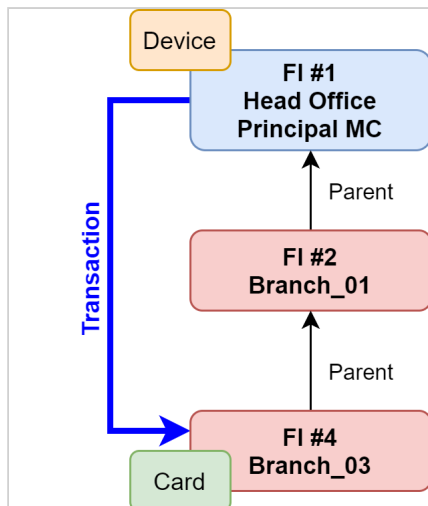 Device
FI #1
Head Office
Principal MC
Parent
Transaction
FI #2
Branch_01
Parent
FI #4
Branch_03
Card